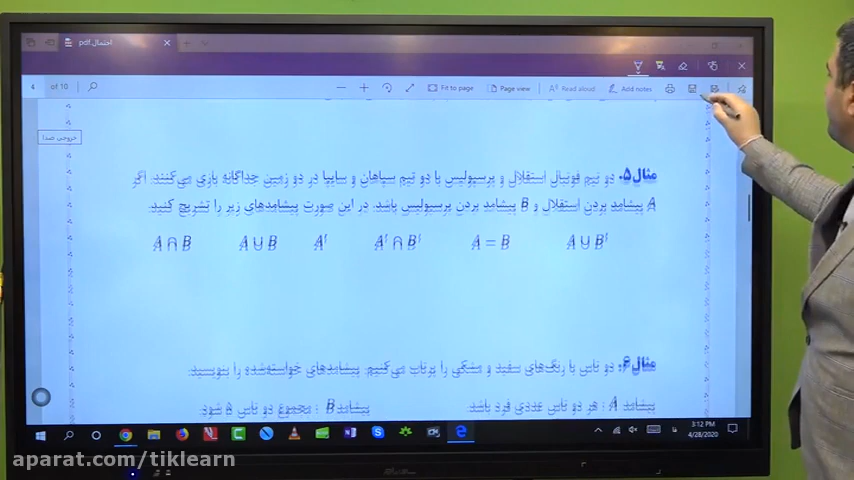 احتمال.pdf
4 of 10
Fit to page
Page view
Read aloud
Add notes
خروجی صدا
مثال۵. دو تیم فوتبال استقلال و پرسپولیس با دو تیم سپاهان و سایپا در دو زمین جداگانه بازی می‌کنند. اگر
A پیشامد بردن استقلال و B پیشامد بردن پرسپولیس باشد. در این صورت پیشامدهای زیر را تشریح کنید.
A ∩ B A ∪ B A′ A′ ∩ B′ A = B A ∪ B′
مثال۶. دو تاس با رنگ‌های سفید و مشکی را پرتاب می‌کنیم. پیشامدهای خواسته‌شده را بنویسید.
پیشامد A : هر دو تاس عددی فرد باشد. پیشامد B : مجموع دو تاس ۵ شود.
3:12 PM
4/28/2020
aparat.com/tiklearn